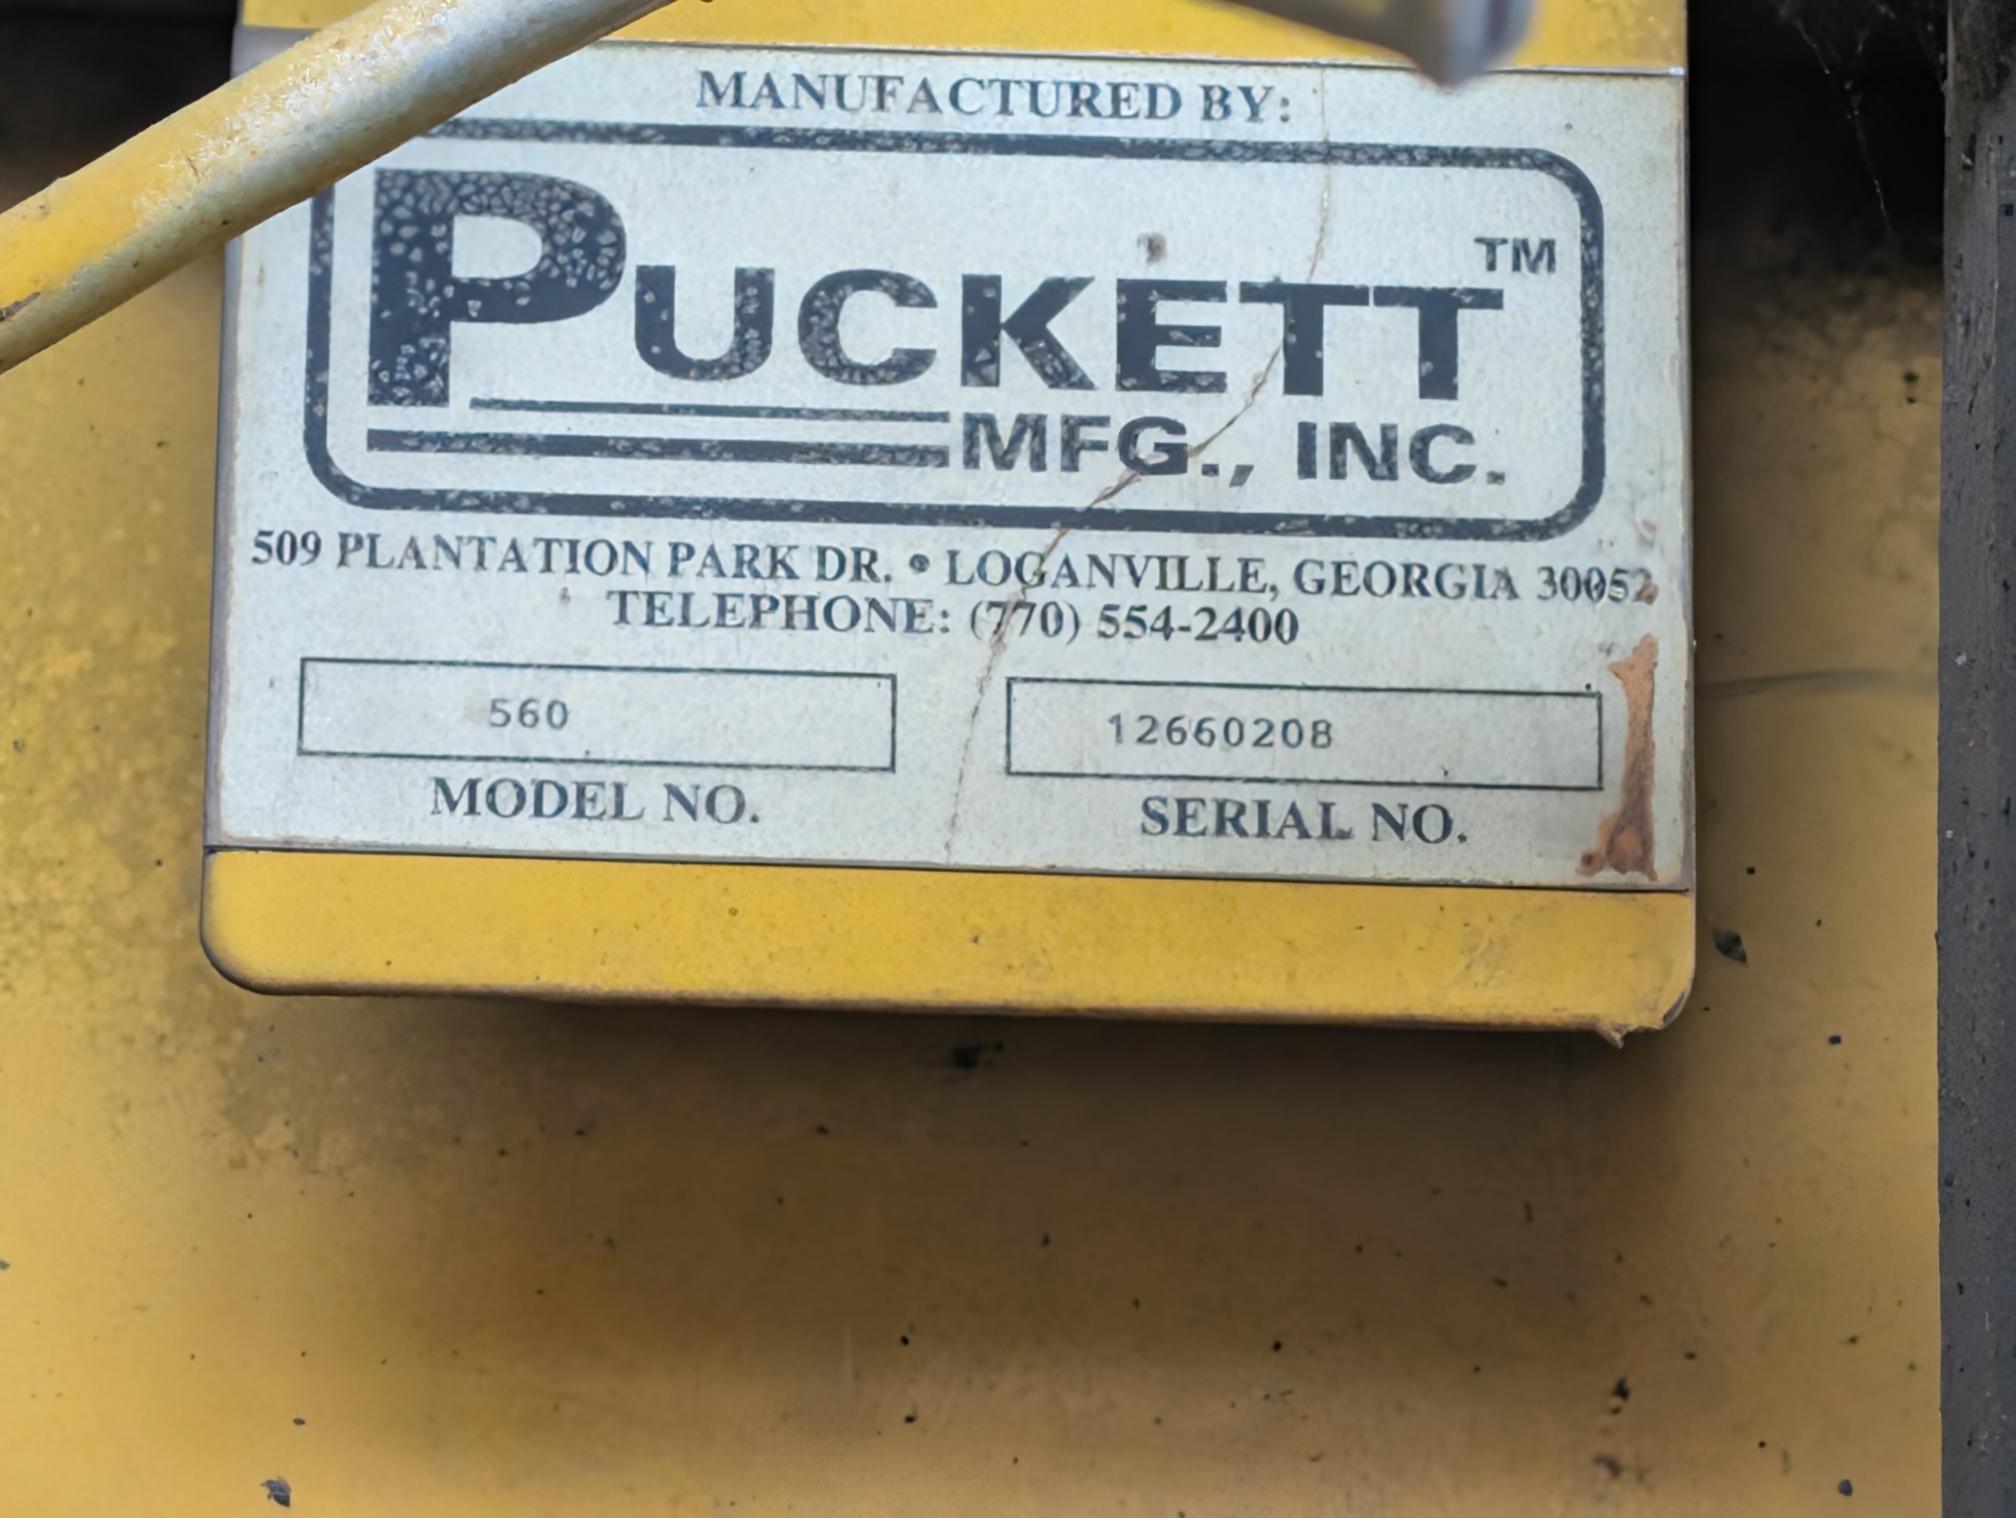 MANUFACTURED BY:
PUCKETT TM
MFG., INC.
509 PLANTATION PARK DR. • LOGANVILLE, GEORGIA 30052
TELEPHONE: (770) 554-2400
560 12660208
MODEL NO. SERIAL NO.